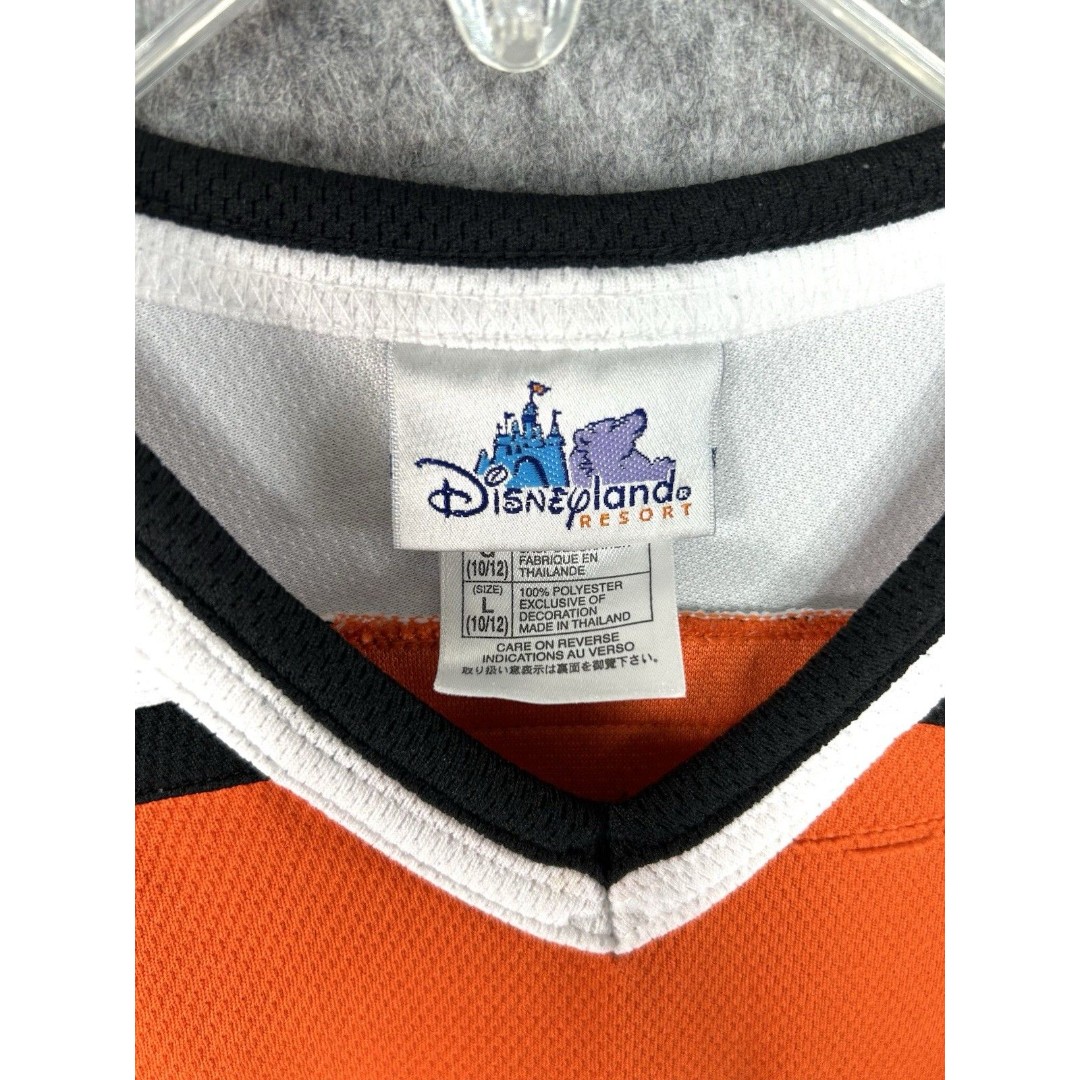 Disneyland®
RESORT
G
(10/12)
FABRIQUE EN
THAILANDE
(SIZE)
L
(10/12)
100% POLYESTER
EXCLUSIVE OF
DECORATION
MADE IN THAILAND
CARE ON REVERSE
INDICATIONS AU VERSO
取り扱い意表示は裏面を御覧下さい。